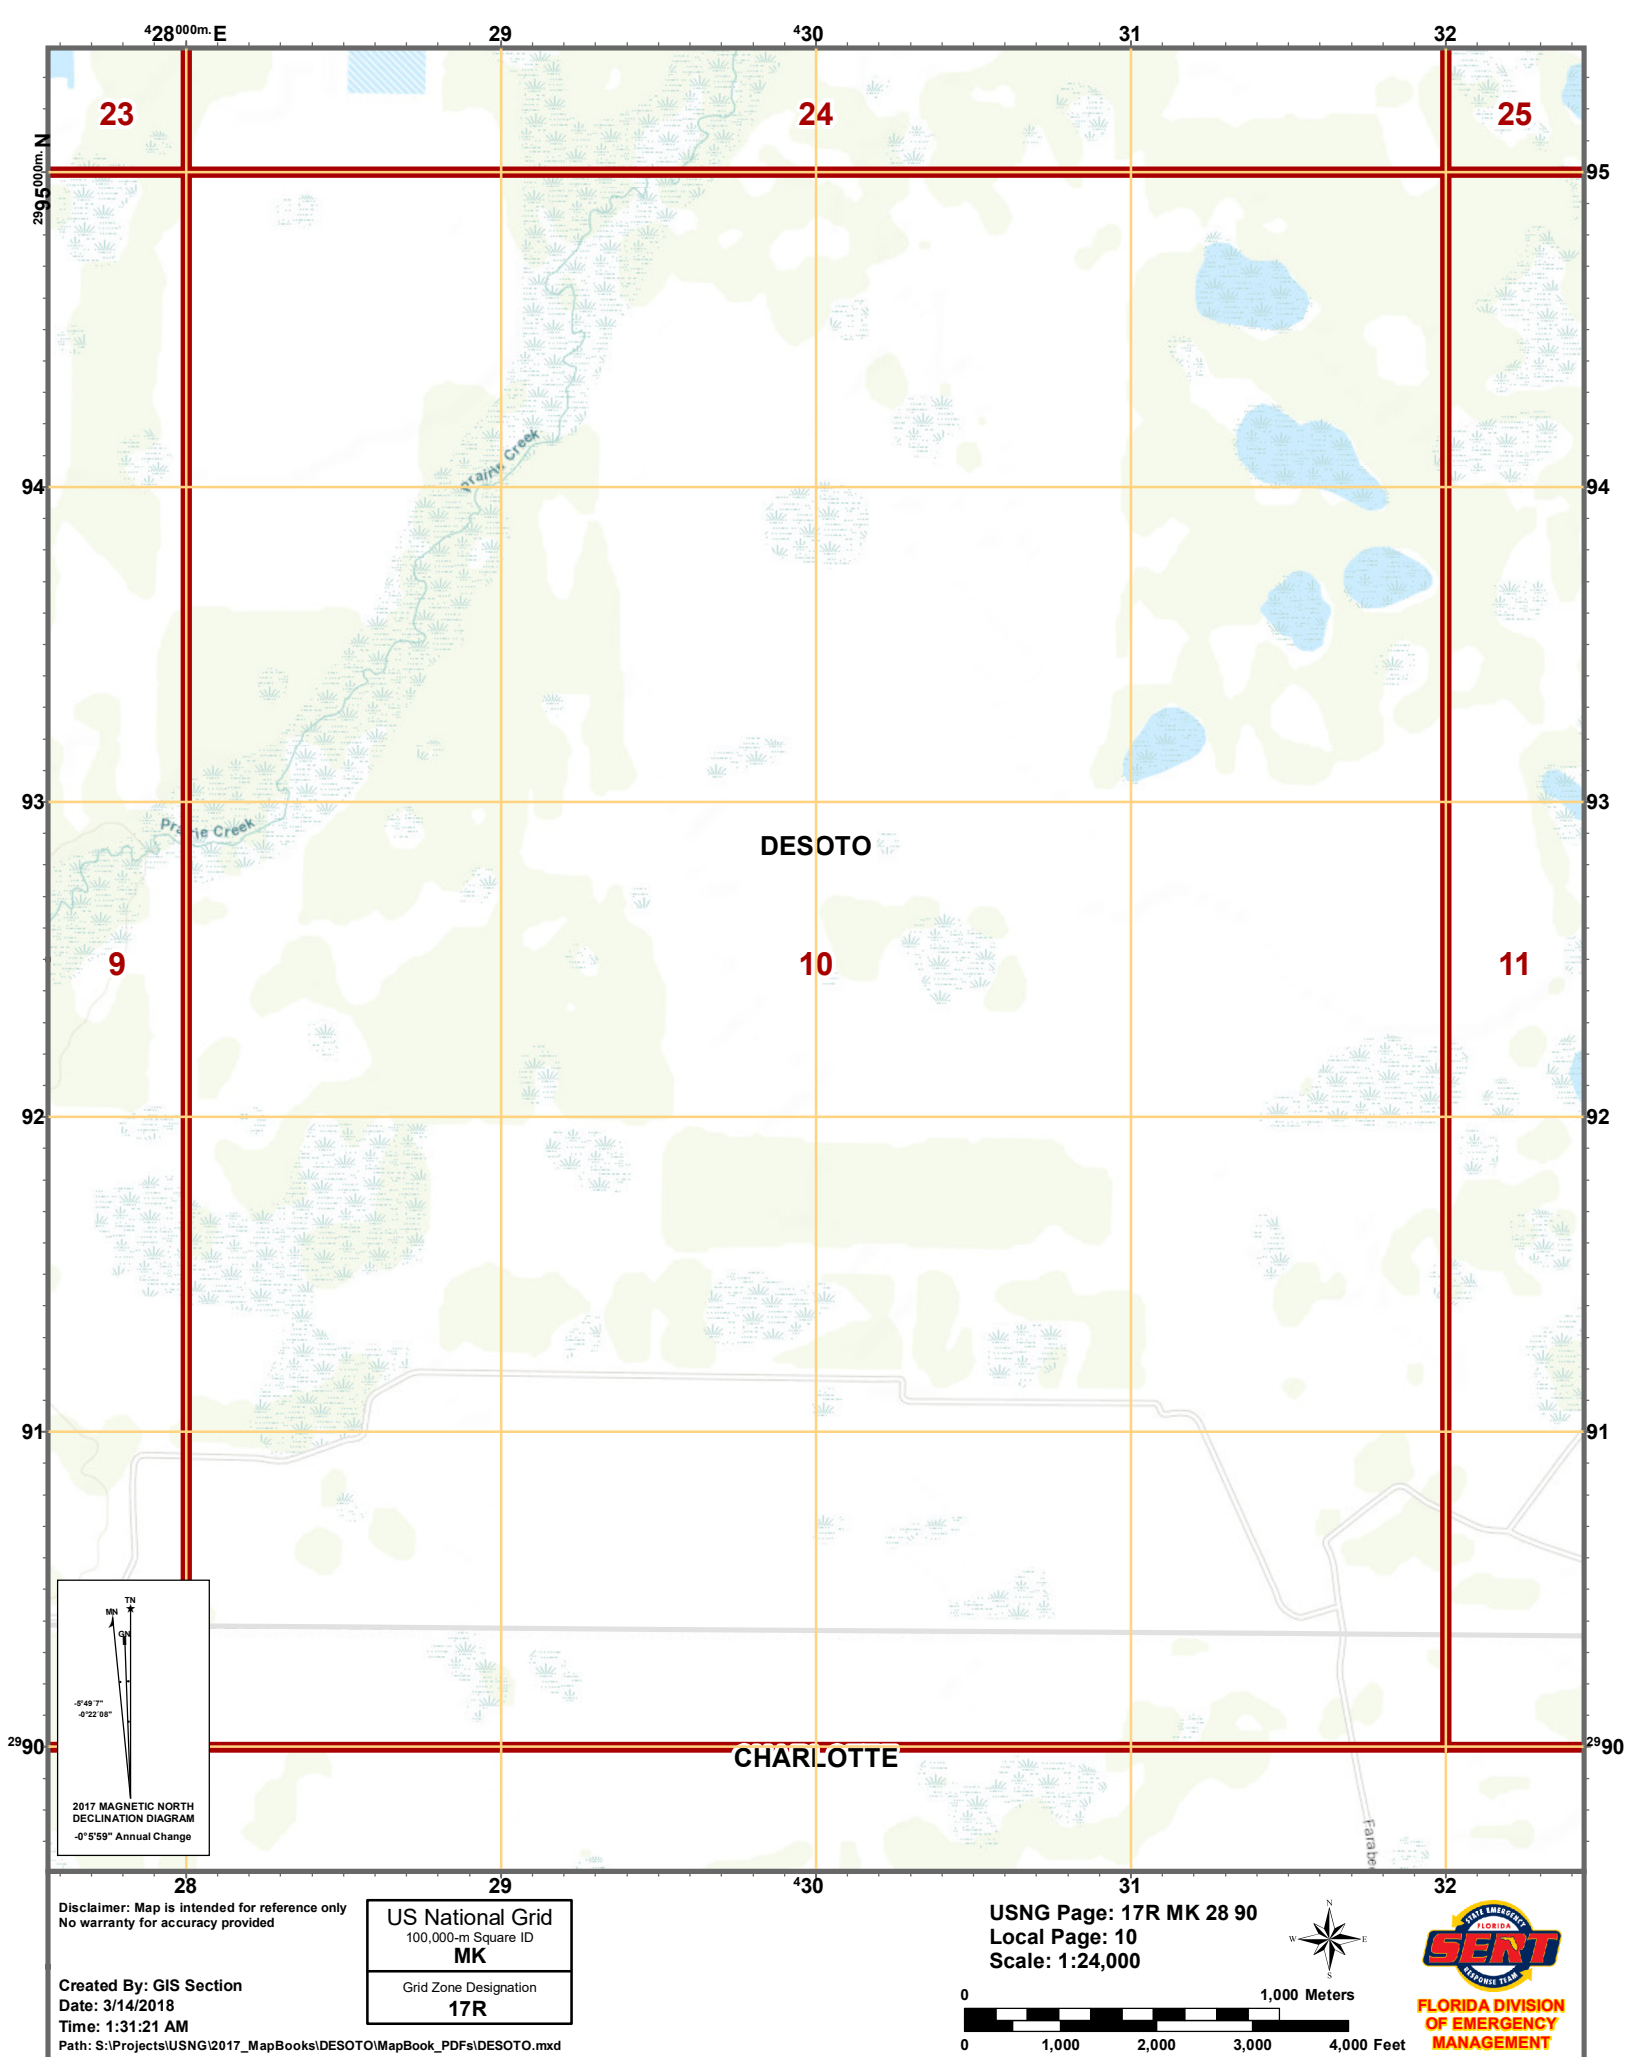 428000m.E 29 430 31 32
23 24 25
2995000m.N 95
Prairie Creek
94 94
93 93
Prairie Creek
DESOTO
9 10 11
92 92
91 91
TN
MN
GN
-5°49'7"
-0°22'08"
2017 MAGNETIC NORTH
DECLINATION DIAGRAM
-0°5'59" Annual Change
2990 2990
CHARLOTTE
Farabe
28 29 430 31 32
Disclaimer: Map is intended for reference only
No warranty for accuracy provided
Created By: GIS Section
Date: 3/14/2018
Time: 1:31:21 AM
Path: S:\Projects\USNG\2017_MapBooks\DESOTO\MapBook_PDFs\DESOTO.mxd
US National Grid
100,000-m Square ID
MK
Grid Zone Designation
17R
USNG Page: 17R MK 28 90
Local Page: 10
Scale: 1:24,000
0 1,000 Meters
0 1,000 2,000 3,000 4,000 Feet
N
W E
S
STATE EMERGENCY
FLORIDA
SERT
RESPONSE TEAM
FLORIDA DIVISION
OF EMERGENCY
MANAGEMENT